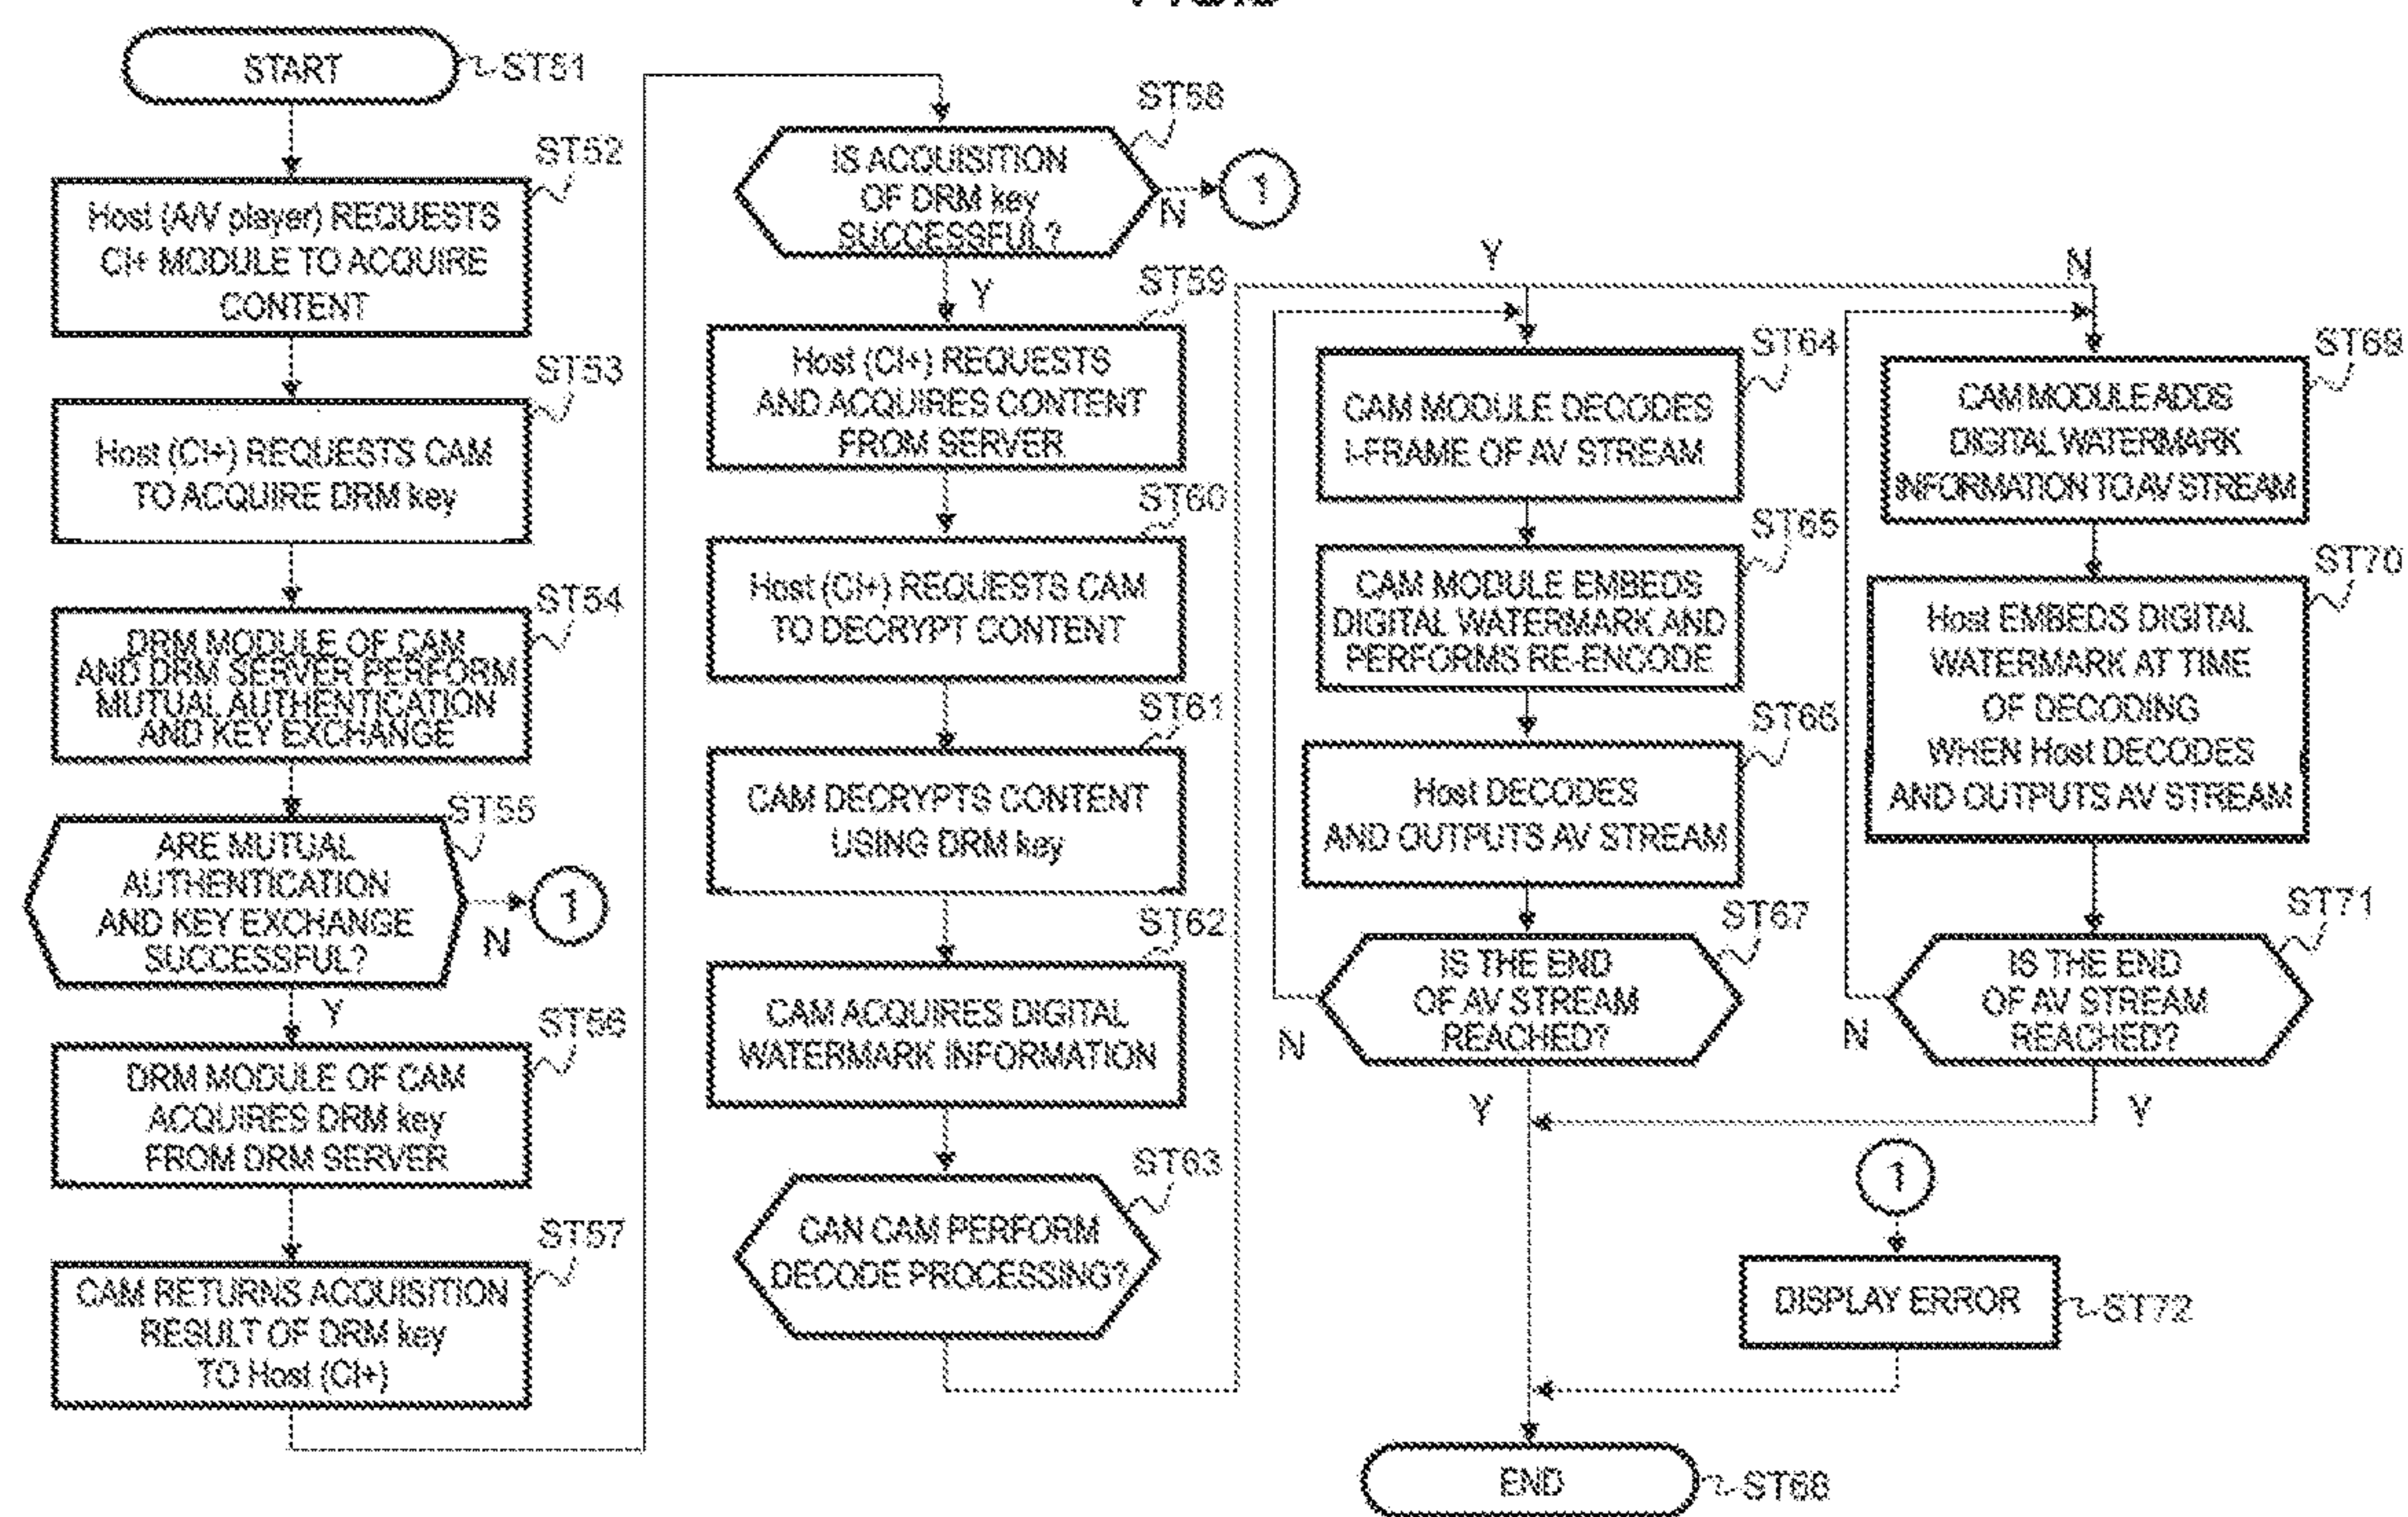 START
ST51
ST52
Host (A/V player) REQUESTS
CI+ MODULE TO ACQUIRE
CONTENT
ST53
Host (CI+) REQUESTS CAM
TO ACQUIRE DRM key
ST54
DRM MODULE OF CAM
AND DRM SERVER PERFORM
MUTUAL AUTHENTICATION
AND KEY EXCHANGE
ST55
ARE MUTUAL
AUTHENTICATION
AND KEY EXCHANGE
SUCCESSFUL?
N
1
Y
ST56
DRM MODULE OF CAM
ACQUIRES DRM key
FROM DRM SERVER
ST57
CAM RETURNS ACQUISITION
RESULT OF DRM key
TO Host (CI+)
ST58
IS ACQUISITION
OF DRM key
SUCCESSFUL?
N
1
Y
ST59
Host (CI+) REQUESTS
AND ACQUIRES CONTENT
FROM SERVER
ST60
Host (CI+) REQUESTS CAM
TO DECRYPT CONTENT
ST61
CAM DECRYPTS CONTENT
USING DRM key
ST62
CAM ACQUIRES DIGITAL
WATERMARK INFORMATION
ST63
CAN CAM PERFORM
DECODE PROCESSING?
Y
N
ST64
CAM MODULE DECODES
I-FRAME OF AV STREAM
ST65
CAM MODULE EMBEDS
DIGITAL WATERMARK AND
PERFORMS RE-ENCODE
ST66
Host DECODES
AND OUTPUTS AV STREAM
ST67
IS THE END
OF AV STREAM
REACHED?
N
Y
ST69
CAM MODULE ADDS
DIGITAL WATERMARK
INFORMATION TO AV STREAM
ST70
Host EMBEDS DIGITAL
WATERMARK AT TIME
OF DECODING
WHEN Host DECODES
AND OUTPUTS AV STREAM
ST71
IS THE END
OF AV STREAM
REACHED?
N
Y
1
DISPLAY ERROR
ST72
END
ST68